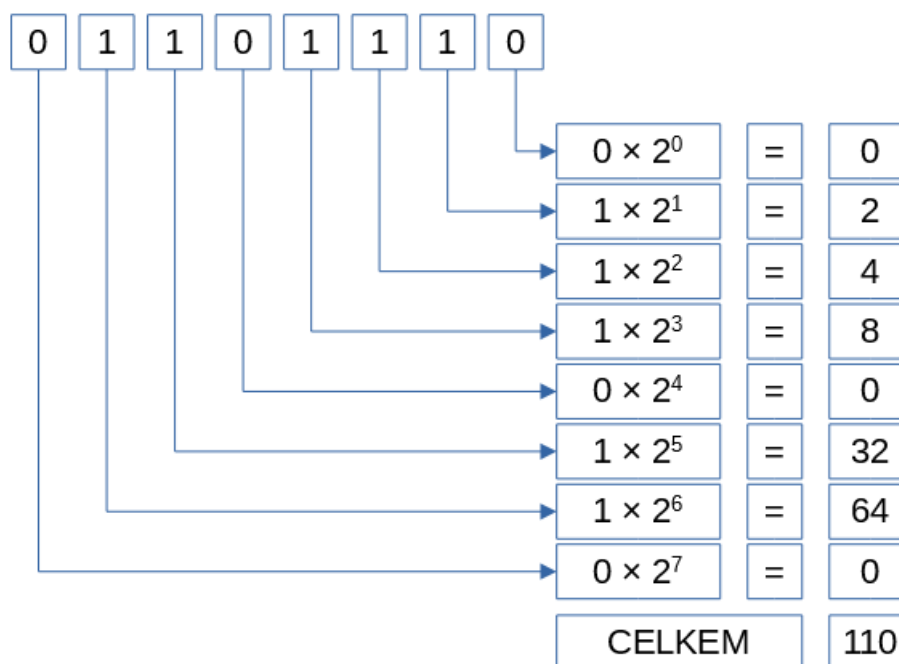 0 1 1 0 1 1 1 0
0 × 2⁰ = 0
1 × 2¹ = 2
1 × 2² = 4
1 × 2³ = 8
0 × 2⁴ = 0
1 × 2⁵ = 32
1 × 2⁶ = 64
0 × 2⁷ = 0
CELKEM 110